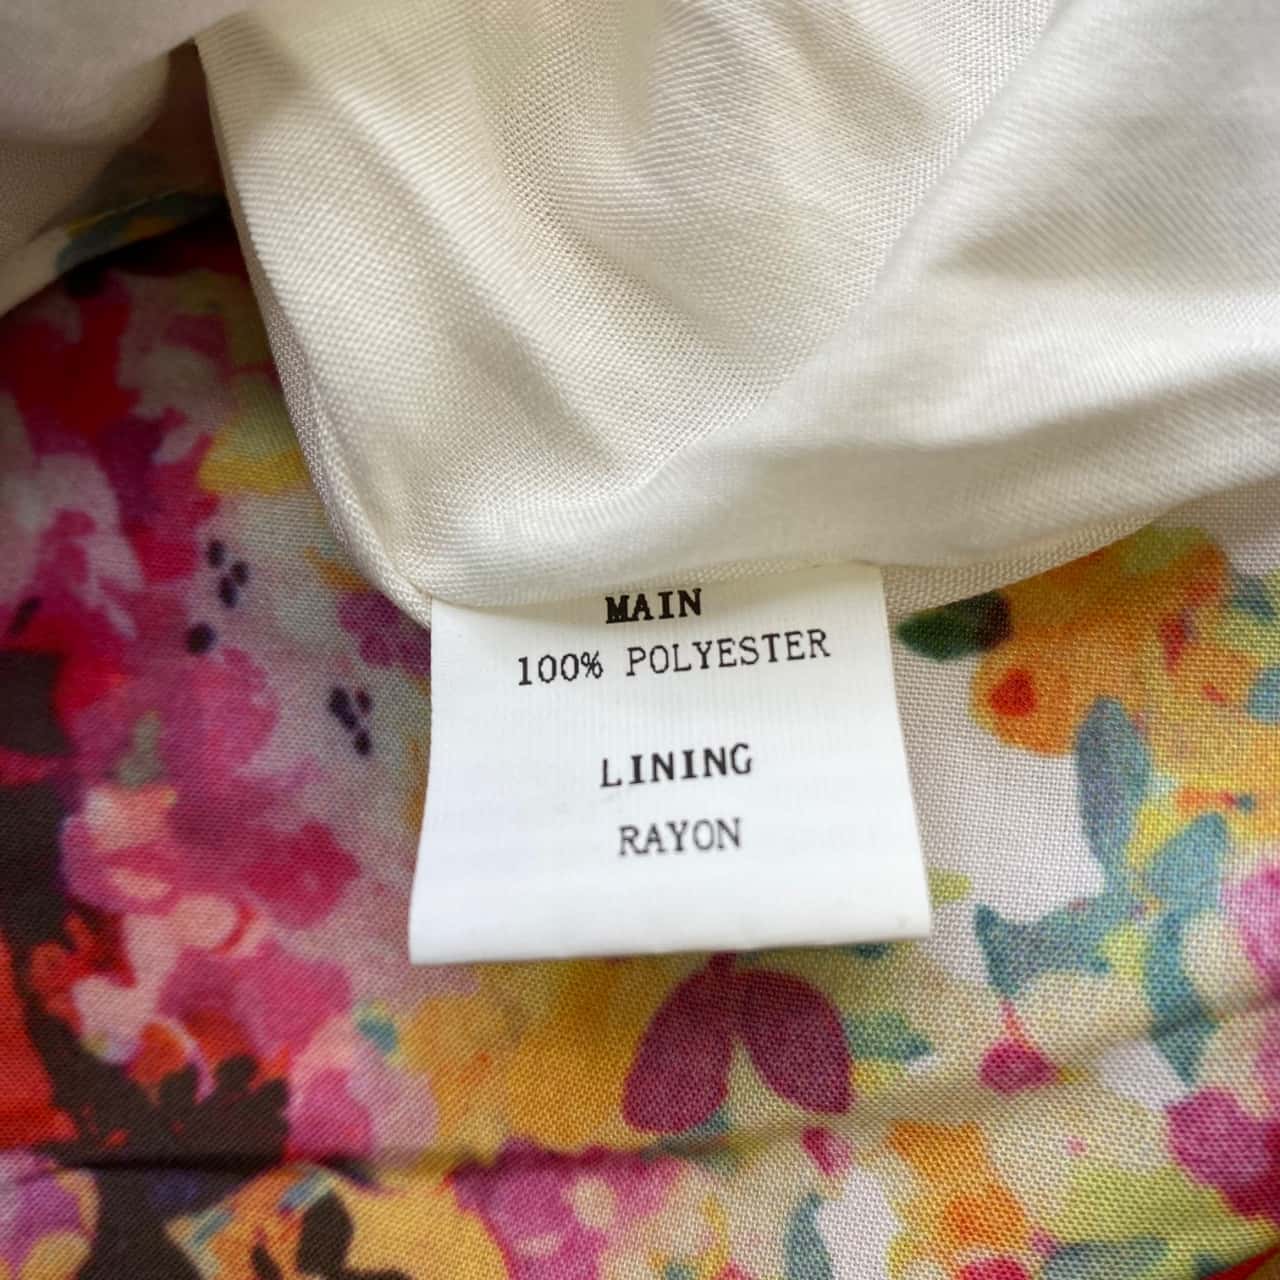 MAIN
100% POLYESTER
LINING
RAYON